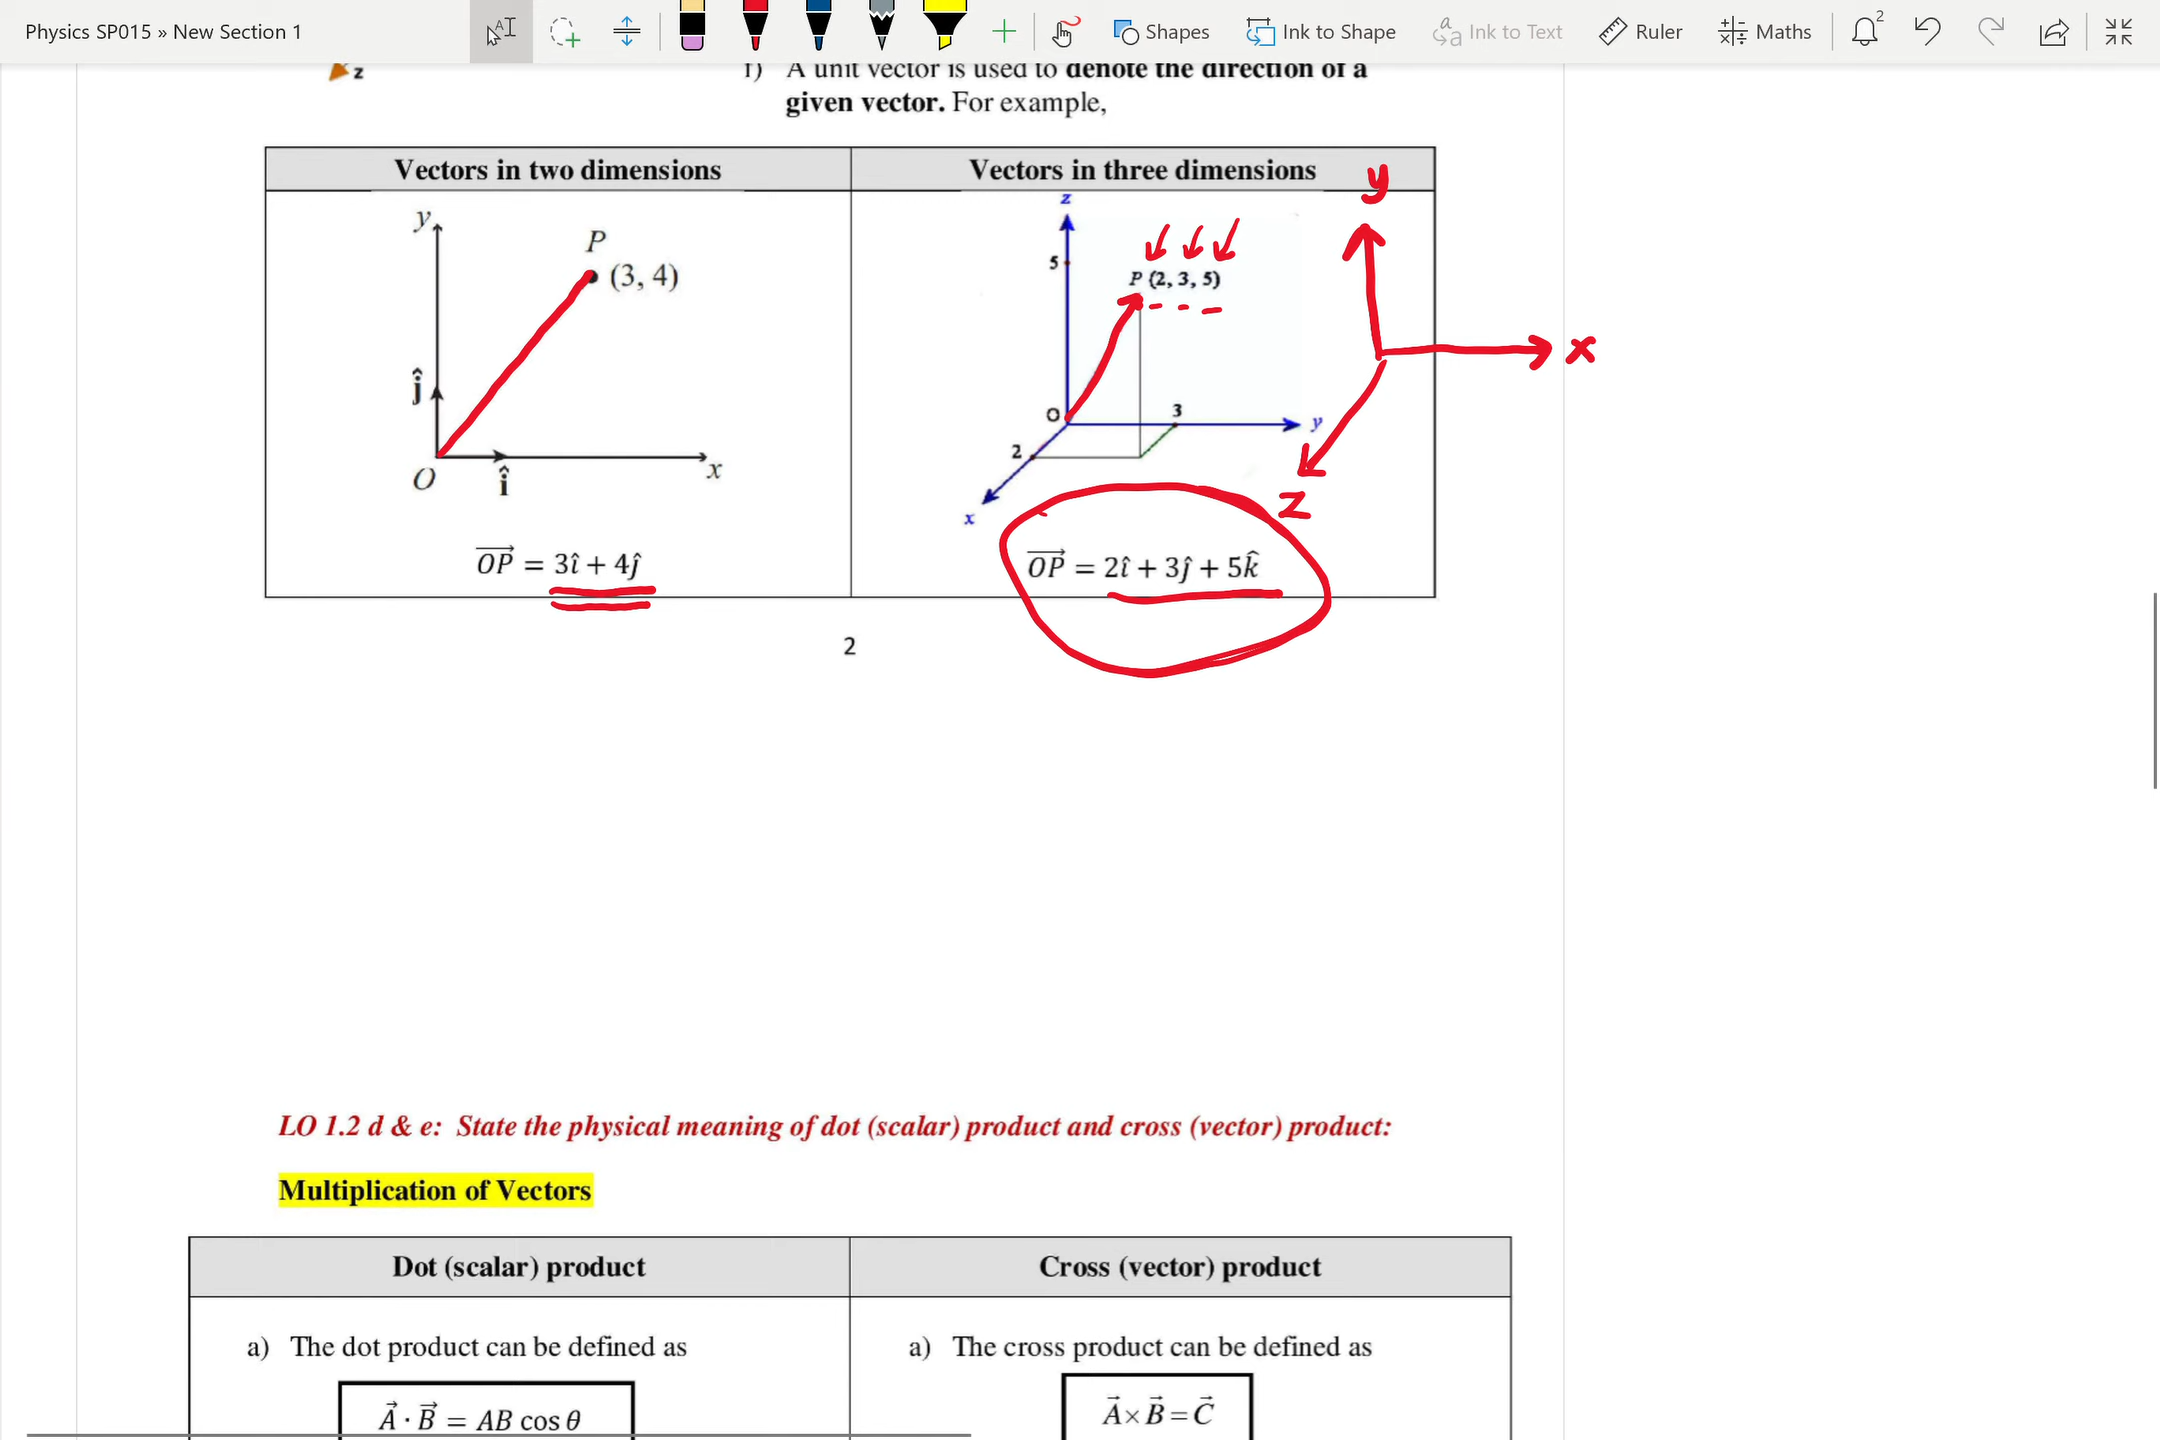 Physics SP015 » New Section 1
Shapes
Ink to Shape
Ink to Text
Ruler
Maths
2
z
f) A unit vector is used to denote the direction of a
given vector. For example,
Vectors in two dimensions
Vectors in three dimensions
y
P
(3, 4)
ĵ
O
î
x
OP⃗ = 3î + 4ĵ
z
5
P (2, 3, 5)
O
3
y
2
x
y
x
z
OP⃗ = 2î + 3ĵ + 5k̂
2
LO 1.2 d & e: State the physical meaning of dot (scalar) product and cross (vector) product:
Multiplication of Vectors
Dot (scalar) product
Cross (vector) product
a) The dot product can be defined as
a) The cross product can be defined as
A⃗ · B⃗ = AB cos θ
A⃗ × B⃗ = C⃗